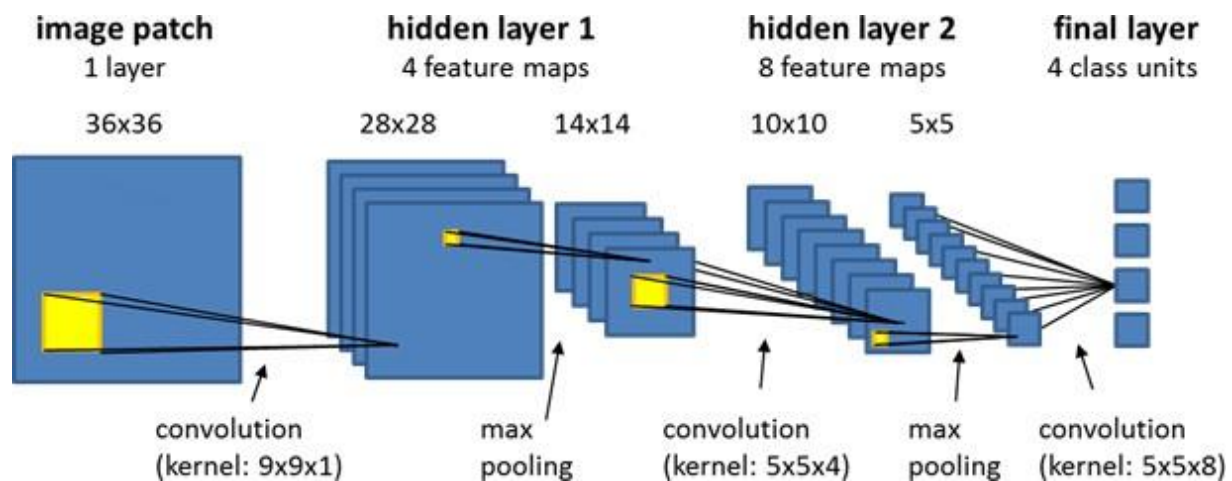 image patch
1 layer
hidden layer 1
4 feature maps
hidden layer 2
8 feature maps
final layer
4 class units
36x36
28x28
14x14
10x10
5x5
convolution
(kernel: 9x9x1)
max
pooling
convolution
(kernel: 5x5x4)
max
pooling
convolution
(kernel: 5x5x8)